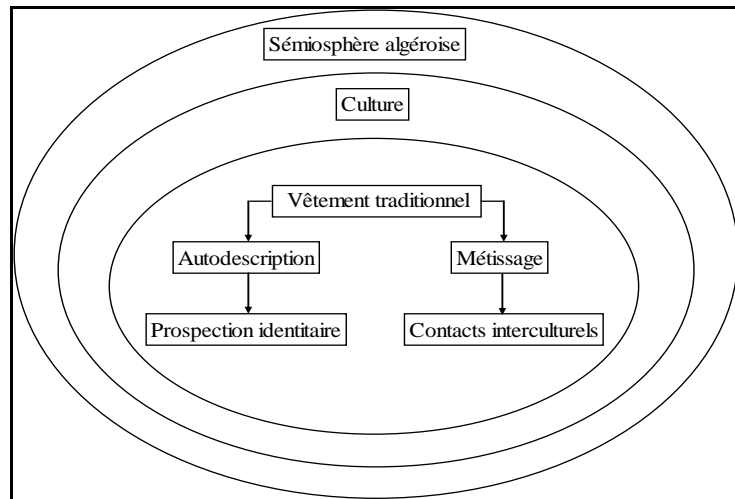 Sémiosphère algéroise
Culture
Vêtement traditionnel
Autodescription
Métissage
Prospection identitaire
Contacts interculturels